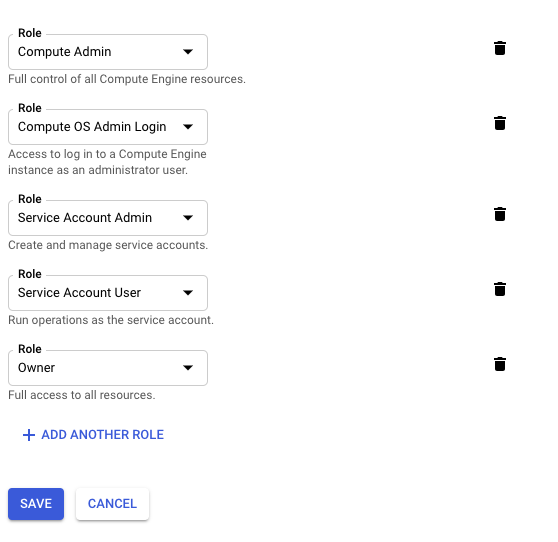 Role
Compute Admin
Full control of all Compute Engine resources.
Role
Compute OS Admin Login
Access to log in to a Compute Engine
instance as an administrator user.
Role
Service Account Admin
Create and manage service accounts.
Role
Service Account User
Run operations as the service account.
Role
Owner
Full access to all resources.
ADD ANOTHER ROLE
SAVE CANCEL